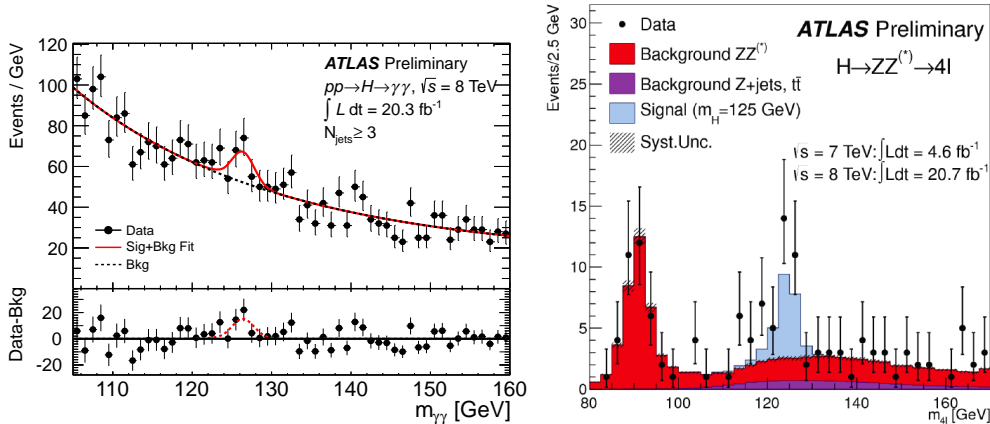 Events / GeV
120
100
80
60
40
20
ATLAS Preliminary
pp→H→γγ, √s = 8 TeV
∫ L dt = 20.3 fb⁻¹
N_jets ≥ 3
Data
Sig+Bkg Fit
Bkg
Data-Bkg
20
0
-20
110 120 130 140 150 160
m_γγ [GeV]
Events/2.5 GeV
30
25
20
15
10
5
0
Data
Background ZZ(*)
Background Z+jets, tt̄
Signal (m_H=125 GeV)
Syst.Unc.
ATLAS Preliminary
H→ZZ(*)→4l
√s = 7 TeV:∫Ldt = 4.6 fb⁻¹
√s = 8 TeV:∫Ldt = 20.7 fb⁻¹
80 100 120 140 160
m_4l [GeV]